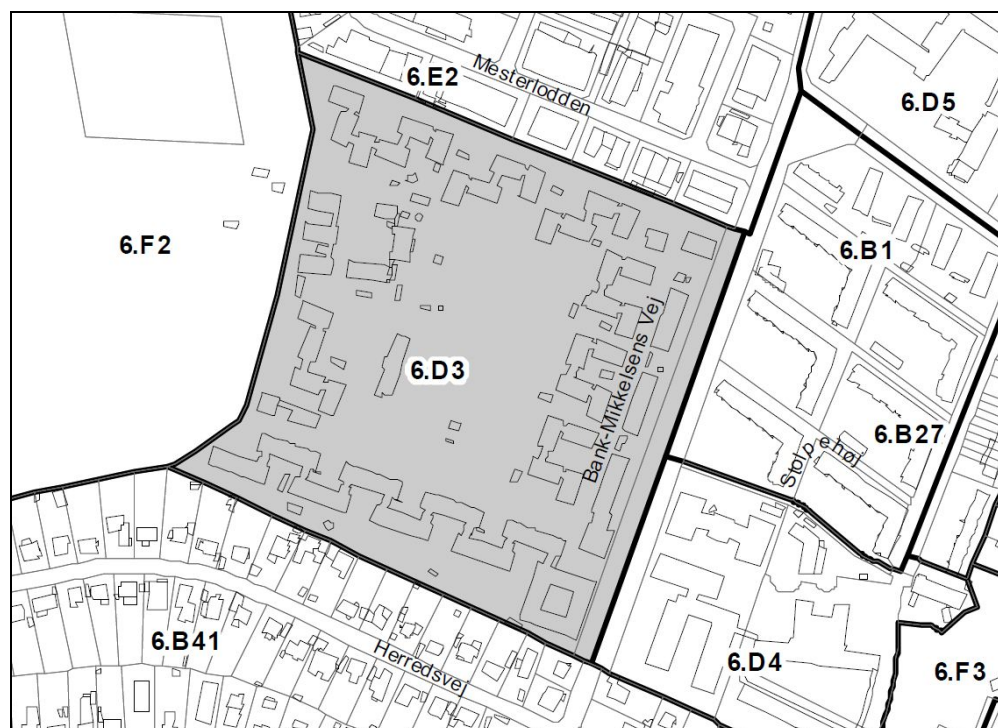 6.E2
Mesterlodden
6.D5
6.F2
6.B1
6.D3
Bank-Mikkelsens Vej
6.B27
Stolpehøj
6.B41
Herredsvej
6.D4
6.F3